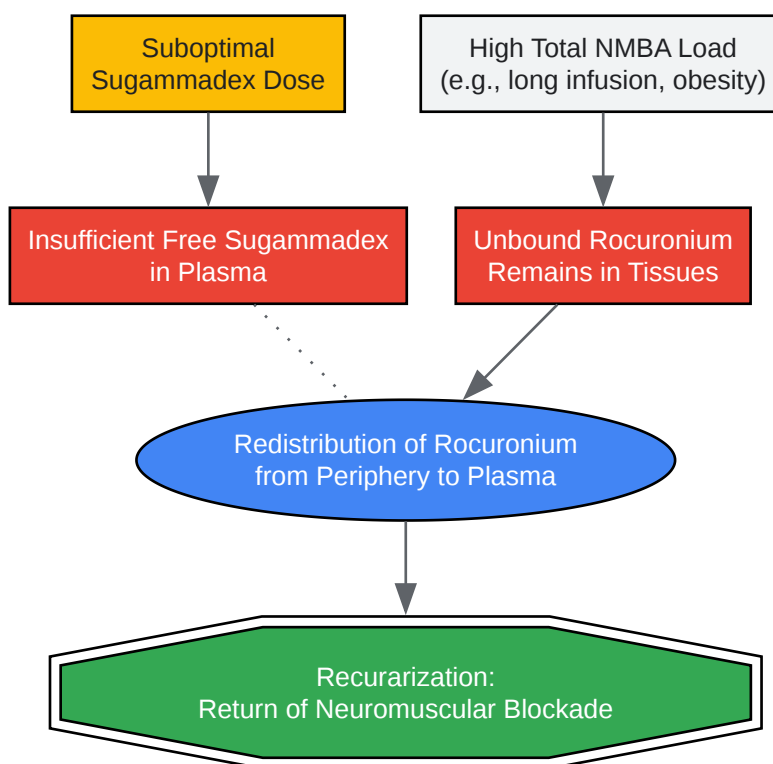 Suboptimal
Sugammadex Dose
High Total NMBA Load
(e.g., long infusion, obesity)
Insufficient Free Sugammadex
in Plasma
Unbound Rocuronium
Remains in Tissues
Redistribution of Rocuronium
from Periphery to Plasma
Recurarization:
Return of Neuromuscular Blockade